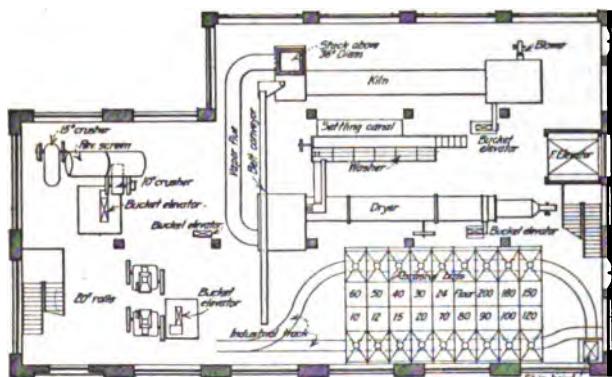 Stack above
36" Diam
Blower
Kiln
15" crusher
Rev. screen
Vapor flue
Belt conveyor
Settling canal
Bucket
elevator
Washer
Elevator
10" crusher
Bucket elevator
Bucket elevator
Dryer
Bucket elevator
20" rolls
Bucket
elevator
Industrial track
60 50 40 30 24 flour 200 180 150
10 12 15 20 70 80 90 100 120